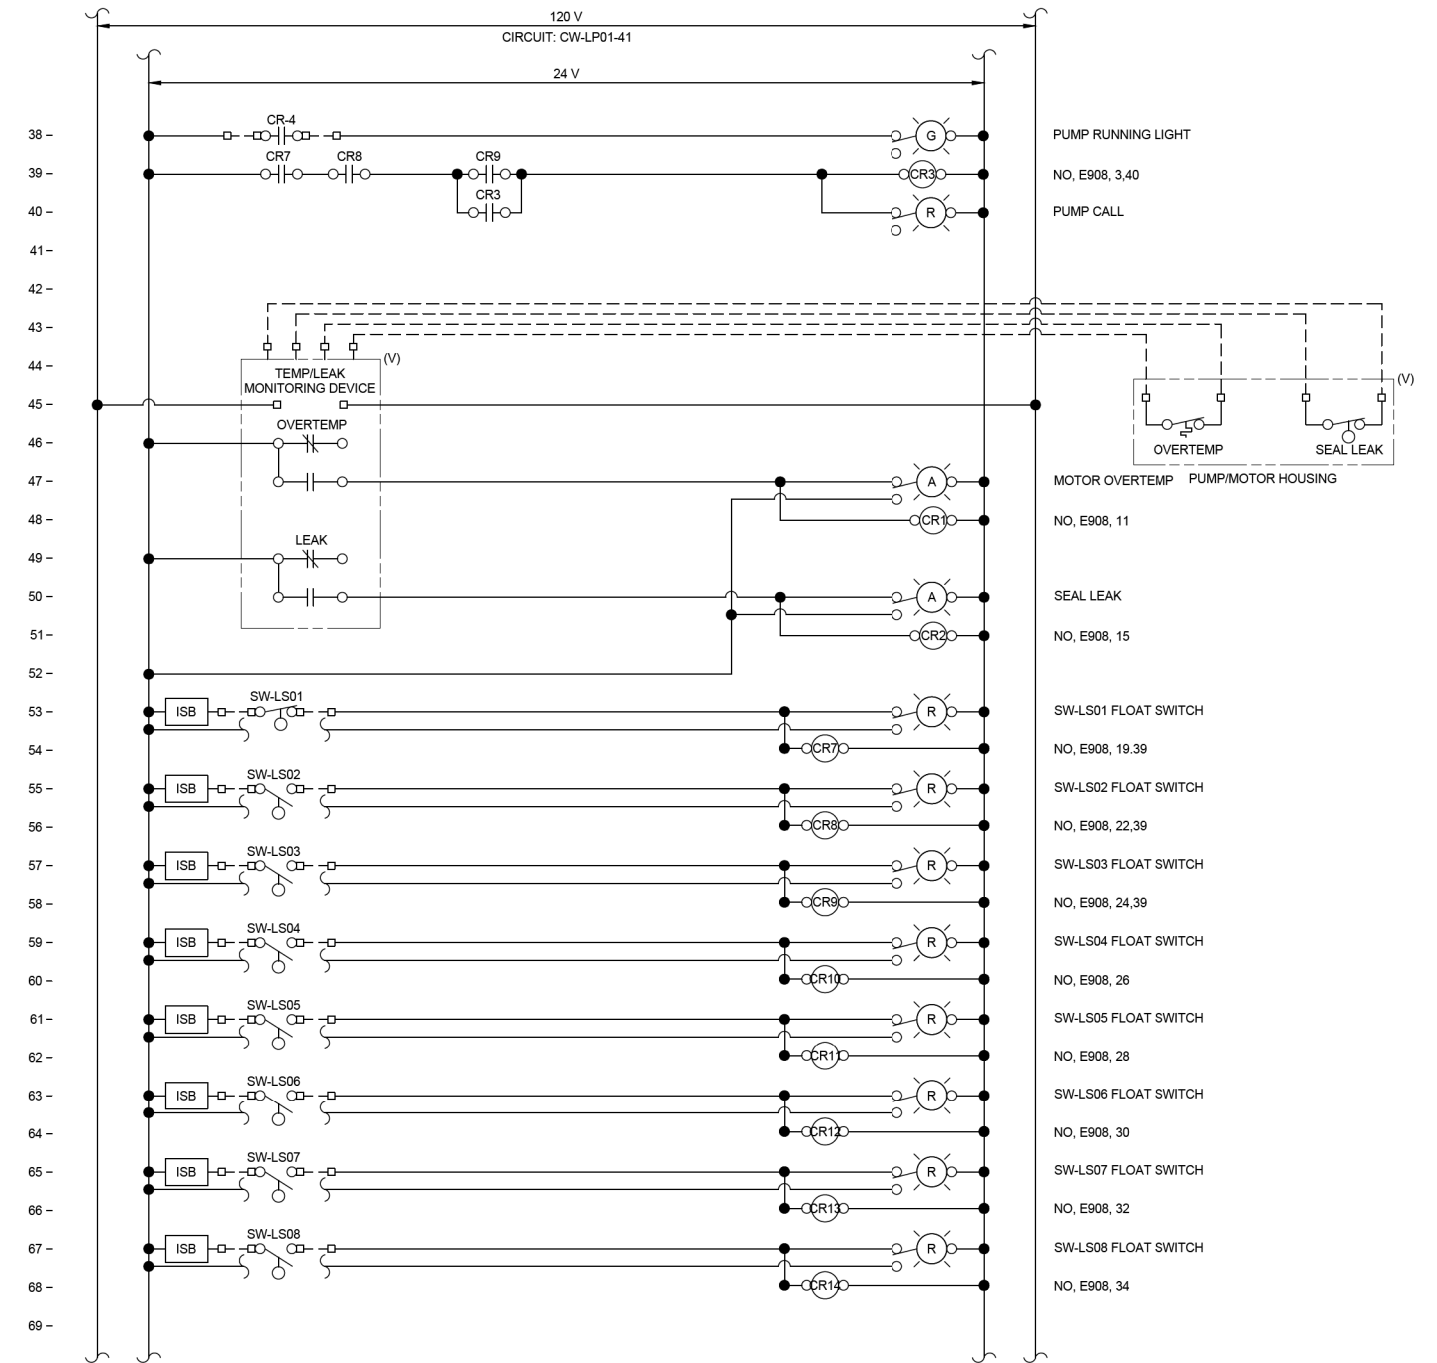 120 V
CIRCUIT: CW-LP01-41
24 V
38 CR-4 G PUMP RUNNING LIGHT
39 CR7 CR8 CR9 CR3 NO, E908, 3,40
CR3
40 R PUMP CALL
41
42
43
44 (V) (V)
TEMP/LEAK
MONITORING DEVICE
45
OVERTEMP
46 OVERTEMP SEAL LEAK
47 A MOTOR OVERTEMP PUMP/MOTOR HOUSING
48 CR1 NO, E908, 11
LEAK
49
50 A SEAL LEAK
51 CR2 NO, E908, 15
52
SW-LS01
53 ISB R SW-LS01 FLOAT SWITCH
54 CR7 NO, E908, 19.39
SW-LS02
55 ISB R SW-LS02 FLOAT SWITCH
56 CR8 NO, E908, 22,39
SW-LS03
57 ISB R SW-LS03 FLOAT SWITCH
58 CR9 NO, E908, 24,39
SW-LS04
59 ISB R SW-LS04 FLOAT SWITCH
60 CR10 NO, E908, 26
SW-LS05
61 ISB R SW-LS05 FLOAT SWITCH
62 CR11 NO, E908, 28
SW-LS06
63 ISB R SW-LS06 FLOAT SWITCH
64 CR12 NO, E908, 30
SW-LS07
65 ISB R SW-LS07 FLOAT SWITCH
66 CR13 NO, E908, 32
SW-LS08
67 ISB R SW-LS08 FLOAT SWITCH
68 CR14 NO, E908, 34
69